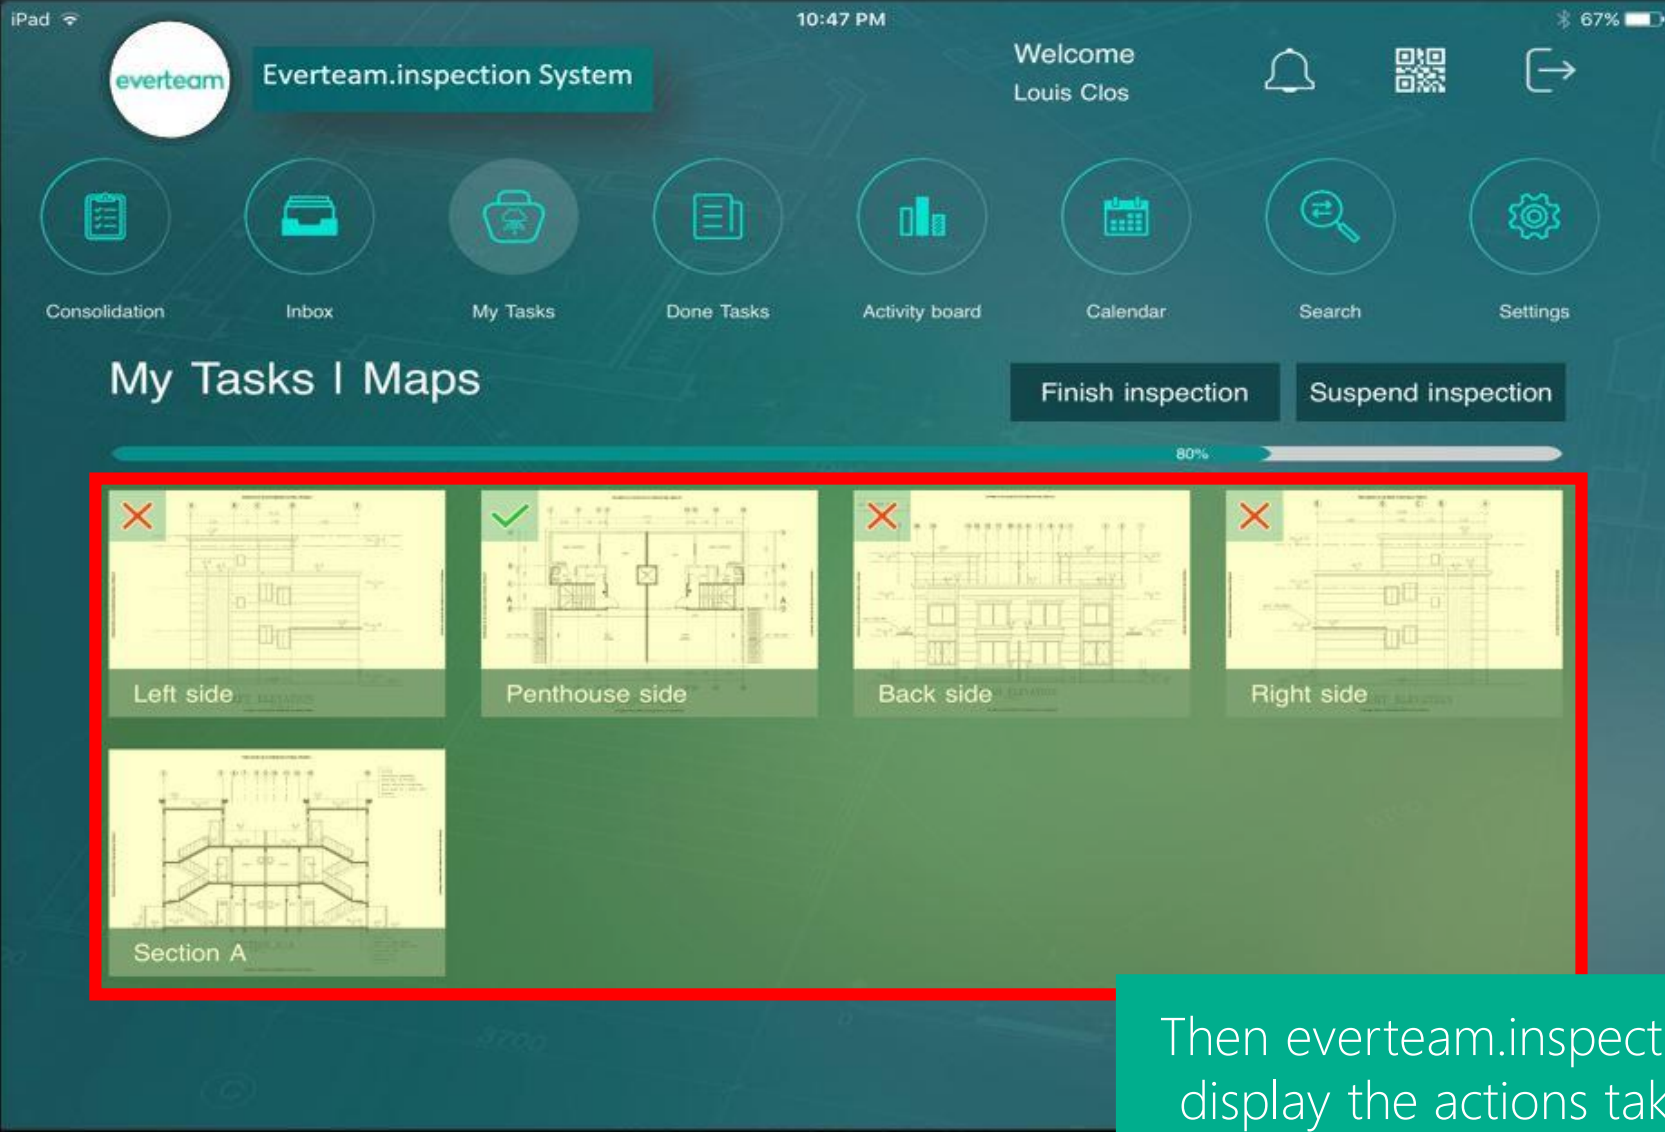 iPad
10:47 PM
67%
everteam
Everteam.inspection System
Welcome
Louis Clos
Consolidation
Inbox
My Tasks
Done Tasks
Activity board
Calendar
Search
Settings
My Tasks | Maps
Finish inspection
Suspend inspection
80%
Left side
Penthouse side
Back side
Right side
Section A
3700
Then everteam.inspect
display the actions tak